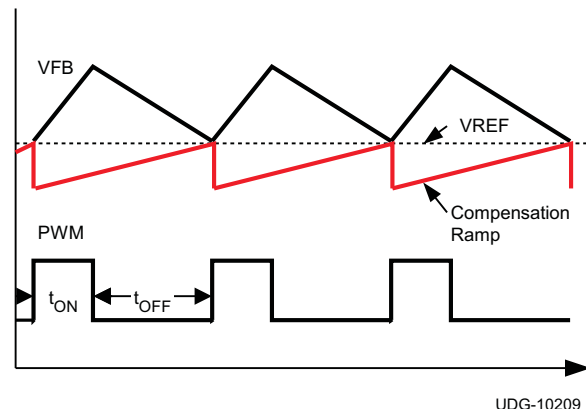 VFB
VREF
Compensation
Ramp
PWM
tON
tOFF
UDG-10209